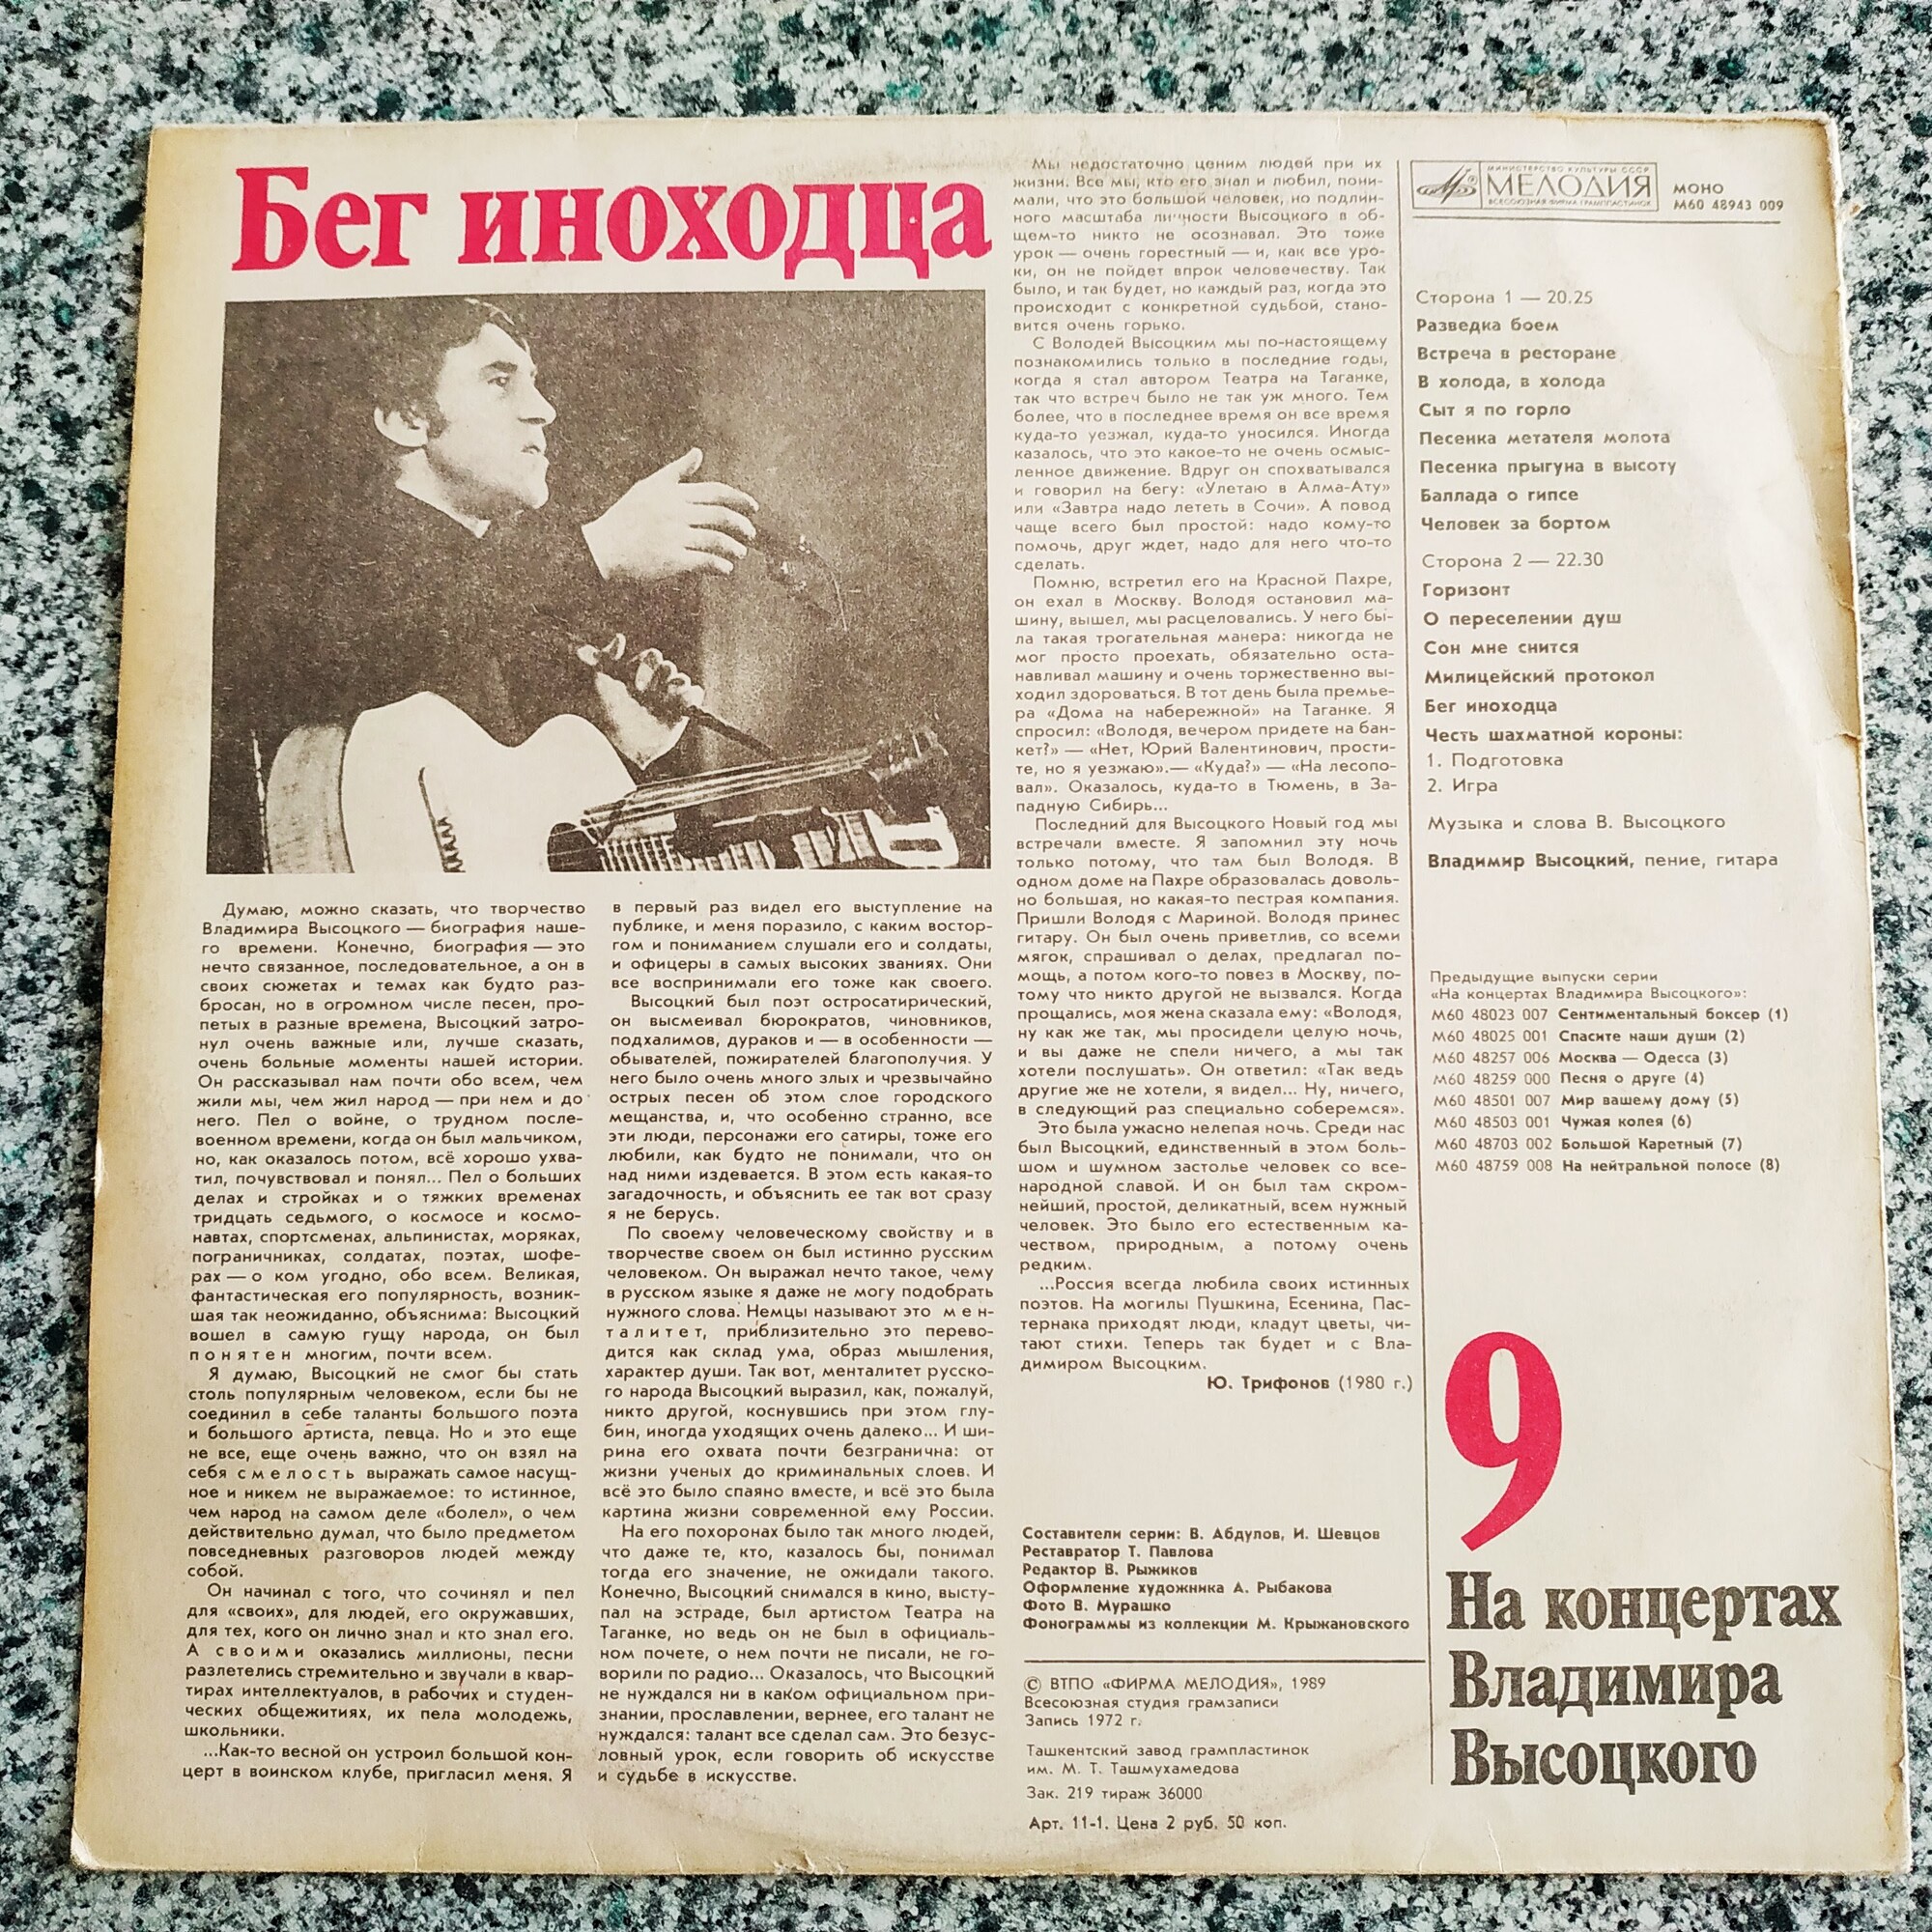 Бег иноходца
Думаю, можно сказать, что творчество
Владимира Высоцкого — биография наше-
го времени. Конечно, биография — это
нечто связанное, последовательное, а он в
своих сюжетах и темах как будто раз-
бросан, но в огромном числе песен, про-
петых в разные времена, Высоцкий затро-
нул очень важные или, лучше сказать,
очень больные моменты нашей истории.
Он рассказывал нам почти обо всем, чем
жили мы, чем жил народ — при нем и до
него. Пел о войне, о трудном после-
военном времени, когда он был мальчиком,
но, как оказалось потом, всё хорошо ухва-
тил, почувствовал и понял... Пел о больших
делах и стройках и о тяжких временах
тридцать седьмого, о космосе и космо-
навтах, спортсменах, альпинистах, моряках,
пограничниках, солдатах, поэтах, шофе-
рах — о ком угодно, обо всем. Великая,
фантастическая его популярность, возник-
шая так неожиданно, объяснима: Высоцкий
вошел в самую гущу народа, он был
понятен многим, почти всем.
Я думаю, Высоцкий не смог бы стать
столь популярным человеком, если бы не
соединил в себе таланты большого поэта
и большого артиста, певца. Но и это еще
не все, еще очень важно, что он взял на
себя смелость выражать самое насущ-
ное и никем не выражаемое: то истинное,
чем народ на самом деле «болел», о чем
действительно думал, что было предметом
повседневных разговоров людей между
собой.
Он начинал с того, что сочинял и пел
для «своих», для людей, его окружавших,
для тех, кого он лично знал и кто знал его.
А своими оказались миллионы, песни
разлетелись стремительно и звучали в квар-
тирах интеллектуалов, в рабочих и студен-
ческих общежитиях, их пела молодежь,
школьники.
...Как-то весной он устроил большой кон-
церт в воинском клубе, пригласил меня. Я
в первый раз видел его выступление на
публике, и меня поразило, с каким востор-
гом и пониманием слушали его и солдаты,
и офицеры в самых высоких званиях. Они
все воспринимали его тоже как своего.
Высоцкий был поэт остросатирический,
он высмеивал бюрократов, чиновников,
подхалимов, дураков и — в особенности —
обывателей, пожирателей благополучия. У
него было очень много злых и чрезвычайно
острых песен об этом слое городского
мещанства, и, что особенно странно, все
эти люди, персонажи его сатиры, тоже его
любили, как будто не понимали, что он
над ними издевается. В этом есть какая-то
загадочность, и объяснить ее так вот сразу
я не берусь.
По своему человеческому свойству и в
творчестве своем он был истинно русским
человеком. Он выражал нечто такое, чему
в русском языке я даже не могу подобрать
нужного слова. Немцы называют это мен-
талитет, приблизительно это перево-
дится как склад ума, образ мышления,
характер души. Так вот, менталитет русско-
го народа Высоцкий выразил, как, пожалуй,
никто другой, коснувшись при этом глу-
бин, иногда уходящих очень далеко... И ши-
рина его охвата почти безгранична: от
жизни ученых до криминальных слоев. И
всё это было спаяно вместе, и всё это была
картина жизни современной ему России.
На его похоронах было так много людей,
что даже те, кто, казалось бы, понимал
тогда его значение, не ожидали такого.
Конечно, Высоцкий снимался в кино, высту-
пал на эстраде, был артистом Театра на
Таганке, но ведь он не был в официаль-
ном почете, о нем почти не писали, не го-
ворили по радио... Оказалось, что Высоцкий
не нуждался ни в каком официальном при-
знании, прославлении, вернее, его талант не
нуждался: талант все сделал сам. Это безус-
ловный урок, если говорить об искусстве
и судьбе в искусстве.
Мы недостаточно ценим людей при их
жизни. Все мы, кто его знал и любил, пони-
мали, что это большой человек, но подлин-
ного масштаба личности Высоцкого в об-
щем-то никто не осознавал. Это тоже
урок — очень горестный — и, как все уро-
ки, он не пойдет впрок человечеству. Так
было, и так будет, но каждый раз, когда это
происходит с конкретной судьбой, стано-
вится очень горько.
С Володей Высоцким мы по-настоящему
познакомились только в последние годы,
когда я стал автором Театра на Таганке,
так что встреч было не так уж много. Тем
более, что в последнее время он все время
куда-то уезжал, куда-то уносился. Иногда
казалось, что это какое-то не очень осмыс-
ленное движение. Вдруг он спохватывался
и говорил на бегу: «Улетаю в Алма-Ату»
или «Завтра надо лететь в Сочи». А повод
чаще всего был простой: надо кому-то
помочь, друг ждет, надо для него что-то
сделать.
Помню, встретил его на Красной Пахре,
он ехал в Москву. Володя остановил ма-
шину, вышел, мы расцеловались. У него бы-
ла такая трогательная манера: никогда не
мог просто проехать, обязательно оста-
навливал машину и очень торжественно вы-
ходил здороваться. В тот день была премье-
ра «Дома на набережной» на Таганке. Я
спросил: «Володя, вечером придете на бан-
кет?» — «Нет, Юрий Валентинович, прости-
те, но я уезжаю».— «Куда?» — «На лесопо-
вал». Оказалось, куда-то в Тюмень, в За-
падную Сибирь...
Последний для Высоцкого Новый год мы
встречали вместе. Я запомнил эту ночь
только потому, что там был Володя. В
одном доме на Пахре образовалась доволь-
но большая, но какая-то пестрая компания.
Пришли Володя с Мариной. Володя принес
гитару. Он был очень приветлив, со всеми
мягок, спрашивал о делах, предлагал по-
мощь, а потом кого-то повез в Москву, по-
тому что никто другой не вызвался. Когда
прощались, моя жена сказала ему: «Володя,
ну как же так, мы просидели целую ночь,
и вы даже не спели ничего, а мы так
хотели послушать». Он ответил: «Так ведь
другие же не хотели, я видел... Ну, ничего,
в следующий раз специально соберемся».
Это была ужасно нелепая ночь. Среди нас
был Высоцкий, единственный в этом боль-
шом и шумном застолье человек со все-
народной славой. И он был там скром-
нейший, простой, деликатный, всем нужный
человек. Это было его естественным ка-
чеством, природным, а потому очень
редким.
...Россия всегда любила своих истинных
поэтов. На могилы Пушкина, Есенина, Пас-
тернака приходят люди, кладут цветы, чи-
тают стихи. Теперь так будет и с Вла-
димиром Высоцким.
Ю. Трифонов (1980 г.)
Составители серии: В. Абдулов, И. Шевцов
Реставратор Т. Павлова
Редактор В. Рыжиков
Оформление художника А. Рыбакова
Фото В. Мурашко
Фонограммы из коллекции М. Крыжановского
© ВТПО «ФИРМА МЕЛОДИЯ», 1989
Всесоюзная студия грамзаписи
Запись 1972 г.
Ташкентский завод грампластинок
им. М. Т. Ташмухамедова
Зак. 219 тираж 36000
Арт. 11-1. Цена 2 руб. 50 коп.
МИНИСТЕРСТВО КУЛЬТУРЫ СССР
МЕЛОДИЯ
ВСЕСОЮЗНАЯ ФИРМА ГРАМПЛАСТИНОК
МОНО
М60 48943 009
Сторона 1 — 20.25
Разведка боем
Встреча в ресторане
В холода, в холода
Сыт я по горло
Песенка метателя молота
Песенка прыгуна в высоту
Баллада о гипсе
Человек за бортом
Сторона 2 — 22.30
Горизонт
О переселении душ
Сон мне снится
Милицейский протокол
Бег иноходца
Честь шахматной короны:
1. Подготовка
2. Игра
Музыка и слова В. Высоцкого
Владимир Высоцкий, пение, гитара
Предыдущие выпуски серии
«На концертах Владимира Высоцкого»:
М60 48023 007 Сентиментальный боксер (1)
М60 48025 001 Спасите наши души (2)
М60 48257 006 Москва — Одесса (3)
М60 48259 000 Песня о друге (4)
М60 48501 007 Мир вашему дому (5)
М60 48503 001 Чужая колея (6)
М60 48703 002 Большой Каретный (7)
М60 48759 008 На нейтральной полосе (8)
9
На концертах
Владимира
Высоцкого